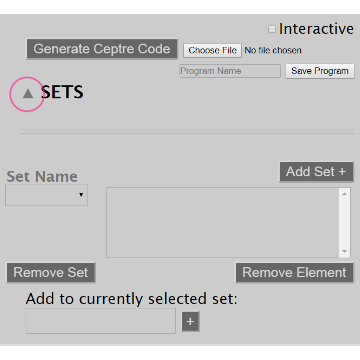 Interactive
Generate Ceptre Code Choose File No file chosen
Program Name Save Program
▲ SETS
Set Name Add Set +
Remove Set Remove Element
Add to currently selected set:
+